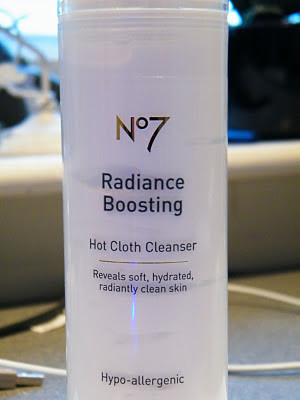 No7
Radiance
Boosting
Hot Cloth Cleanser
Reveals soft, hydrated,
radiantly clean skin
Hypo-allergenic